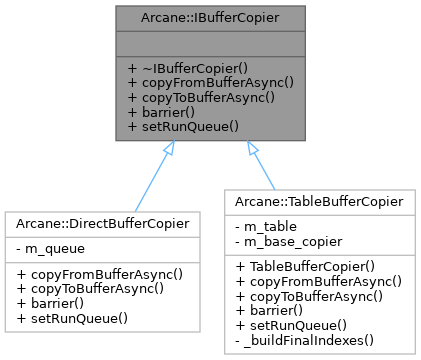 Arcane::IBufferCopier
+ ~IBufferCopier()
+ copyFromBufferAsync()
+ copyToBufferAsync()
+ barrier()
+ setRunQueue()
Arcane::DirectBufferCopier
- m_queue
+ copyFromBufferAsync()
+ copyToBufferAsync()
+ barrier()
+ setRunQueue()
Arcane::TableBufferCopier
- m_table
- m_base_copier
+ TableBufferCopier()
+ copyFromBufferAsync()
+ copyToBufferAsync()
+ barrier()
+ setRunQueue()
- _buildFinalIndexes()